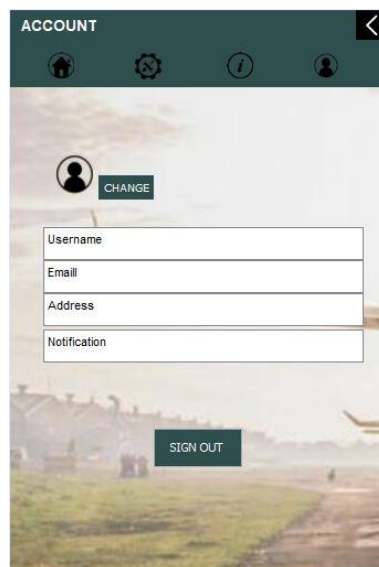 ACCOUNT
CHANGE
Username
Emaill
Address
Notification
SIGN OUT